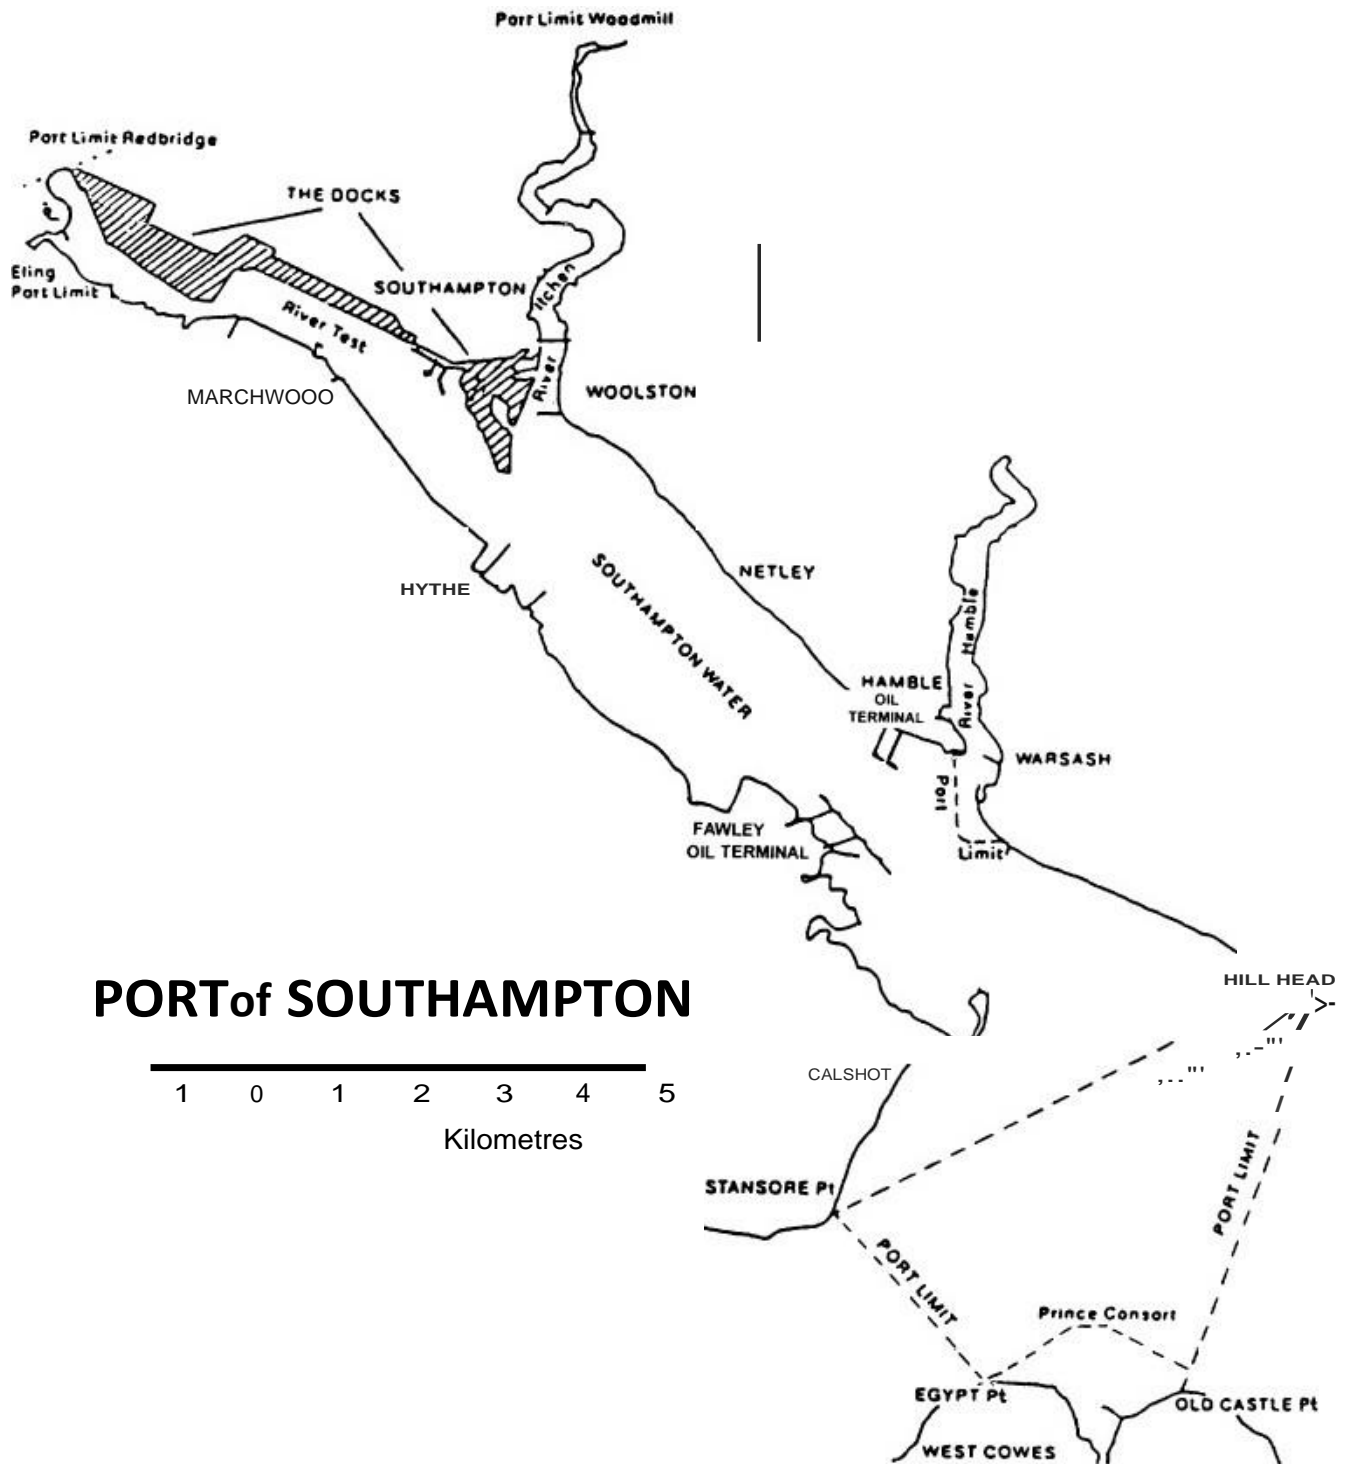 Port Limit Woodmill
Port Limit Redbridge
THE DOCKS
Eling
Port Limit
SOUTHAMPTON
Itchen
River
River Test
MARCHWOOO
WOOLSTON
HYTHE
SOUTHAMPTON WATER
NETLEY
HAMBLE
OIL
TERMINAL
River Hamble
WARSASH
Port
Limit
FAWLEY
OIL TERMINAL
HILL HEAD
PORTof SOUTHAMPTON
1 0 1 2 3 4 5
Kilometres
CALSHOT
STANSORE Pt
PORT LIMIT
PORT LIMIT
Prince Consort
EGYPT Pt
OLD CASTLE Pt
WEST COWES